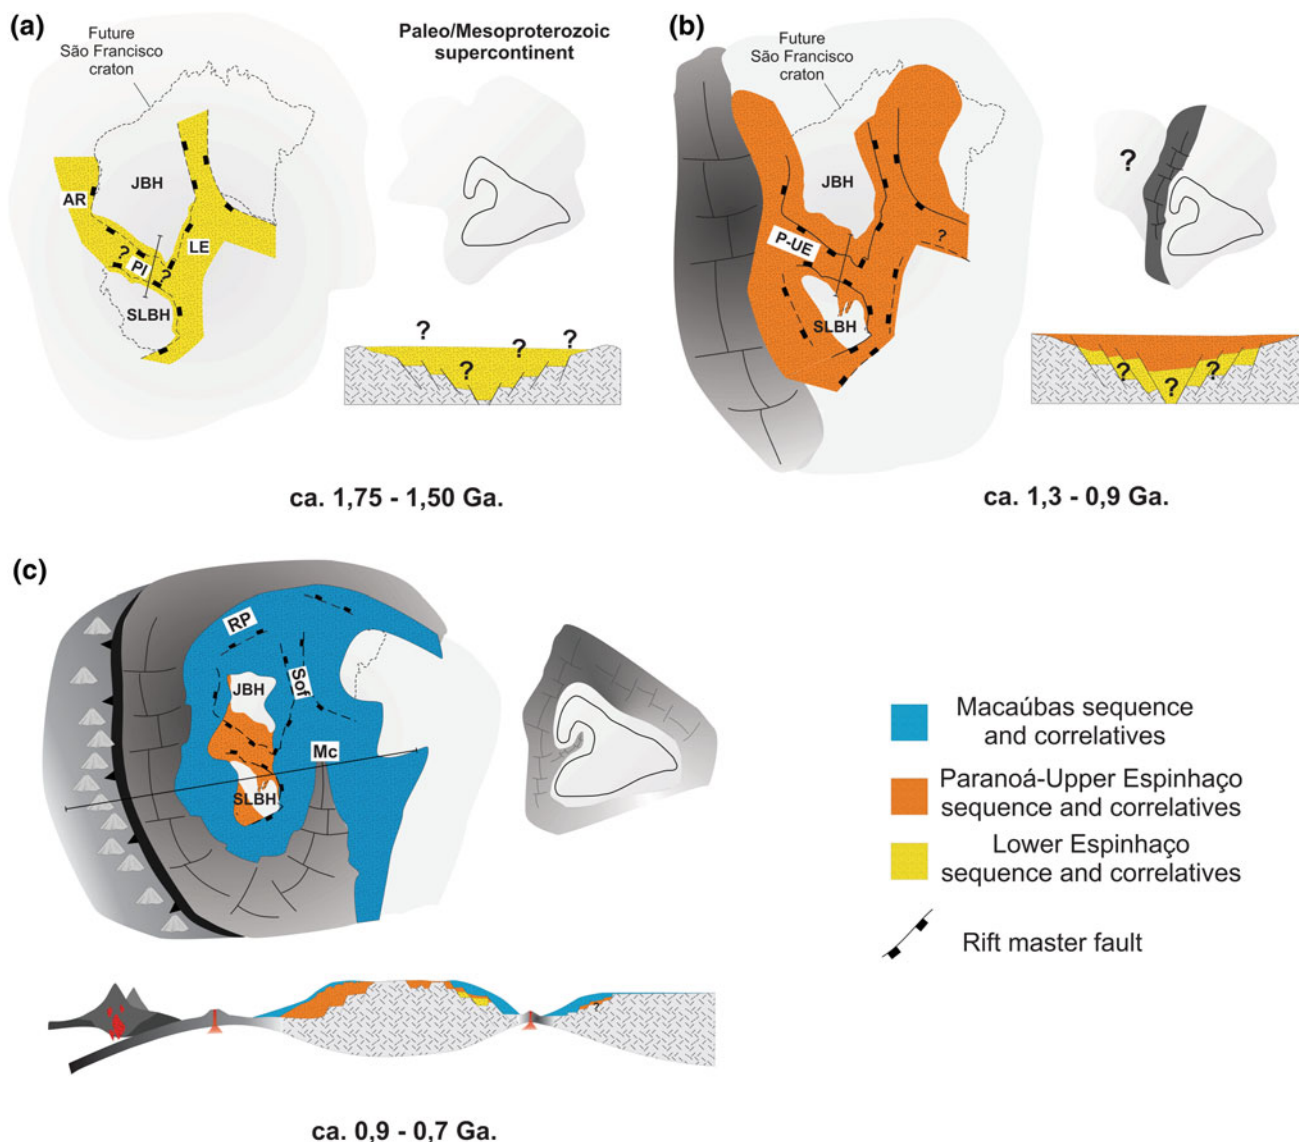 (a)
Future
São Francisco
craton
Paleo/Mesoproterozoic
supercontinent
JBH
AR
LE
?
PI
?
SLBH
?
?
?
?
?
ca. 1,75 - 1,50 Ga.
(b)
Future
São Francisco
craton
?
JBH
P-UE
?
SLBH
?
?
?
ca. 1,3 - 0,9 Ga.
(c)
RP
JBH
Sof
Mc
SLBH
?
ca. 0,9 - 0,7 Ga.
Macaúbas sequence
and correlatives
Paranoá-Upper Espinhaço
sequence and correlatives
Lower Espinhaço
sequence and correlatives
Rift master fault